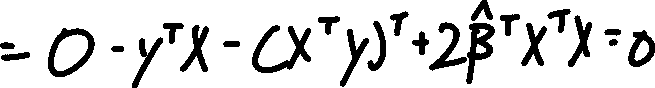 = 0 - yᵀX - (Xᵀy)ᵀ + 2β̂ᵀXᵀX = 0